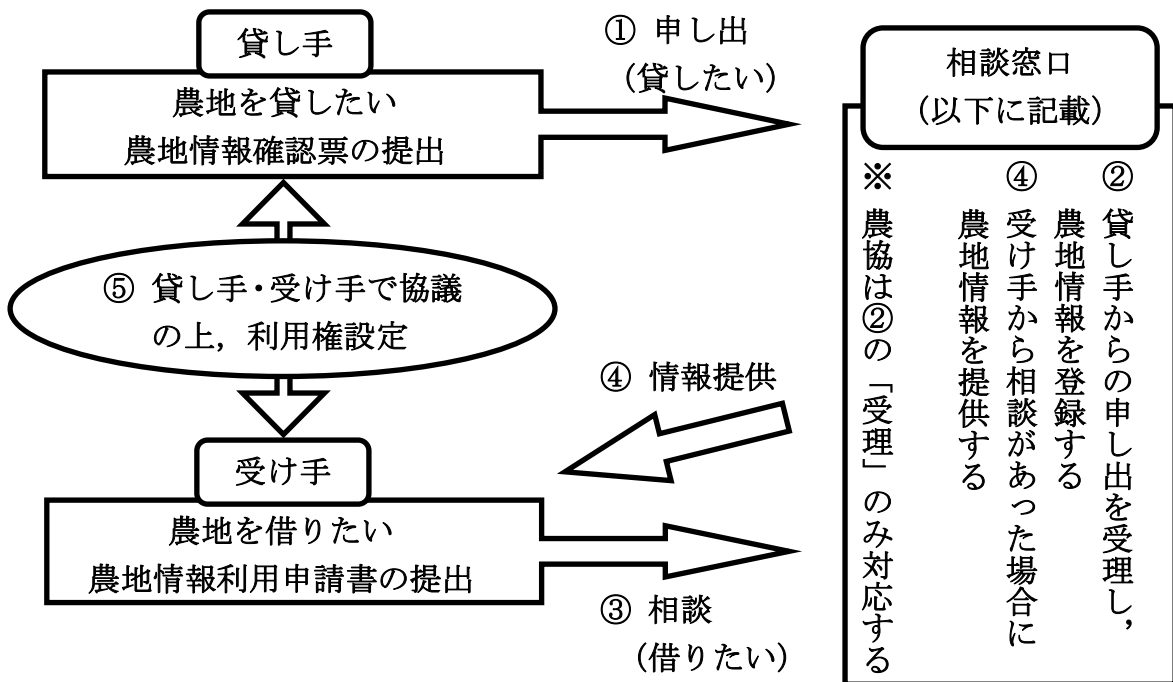 貸し手
農地を貸したい
農地情報確認票の提出
① 申し出
（貸したい）
⑤ 貸し手・受け手で協議
の上，利用権設定
④ 情報提供
受け手
農地を借りたい
農地情報利用申請書の提出
③ 相談
（借りたい）
相談窓口
（以下に記載）
② 貸し手からの申し出を受理し，
農地情報を登録する
④ 受け手から相談があった場合に
農地情報を提供する
※ 農協は②の「受理」のみ対応する